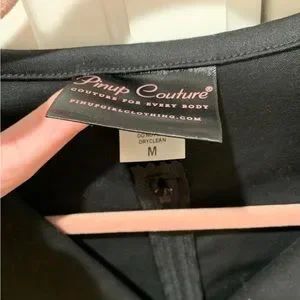 Pinup Couture®
COUTURE FOR EVERY BODY
PINUPGIRLCLOTHING.COM
DRYCLEAN
M